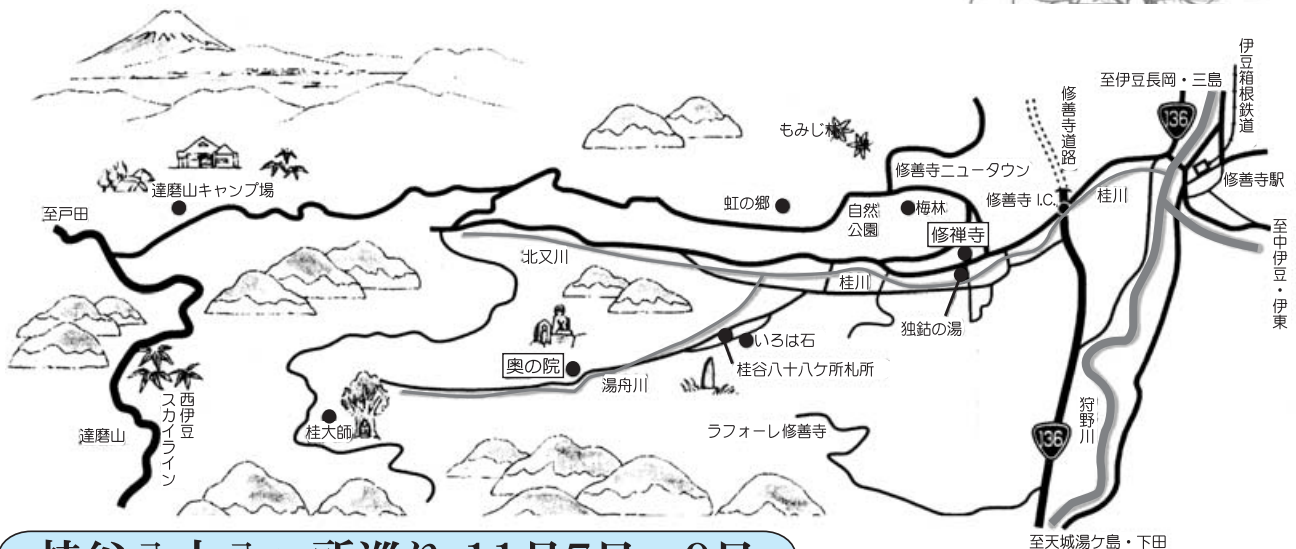 伊豆箱根鉄道
至伊豆長岡・三島
136
修善寺道路
もみじ林
修善寺ニュータウン
修善寺駅
達磨山キャンプ場
至戸田
虹の郷
自然
公園
梅林
修善寺 I.C.
桂川
修禅寺
至中伊豆・伊東
北又川
桂川
独鈷の湯
いろは石
桂谷八十八ケ所札所
奥の院
湯舟川
西伊豆
スカイライン
達磨山
桂大師
ラフォーレ修善寺
狩野川
136
至天城湯ケ島・下田